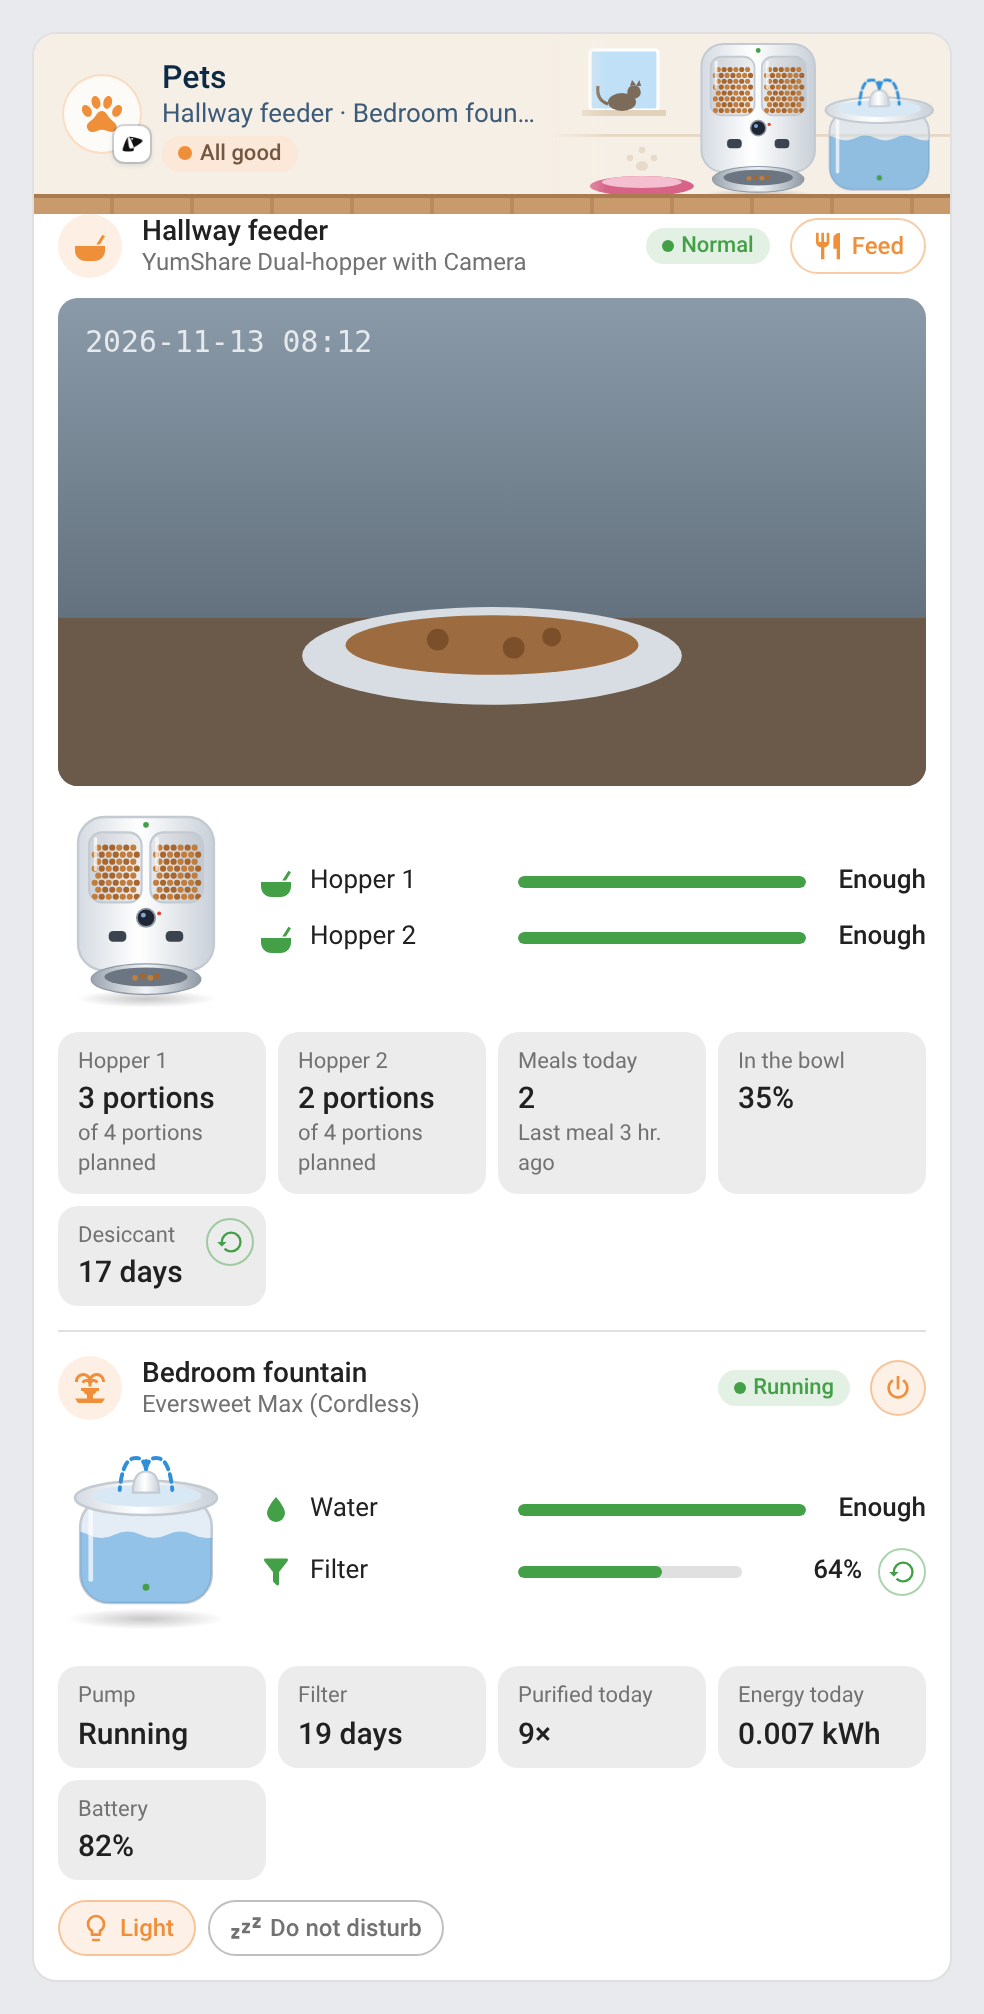 Pets
Hallway feeder · Bedroom foun...
All good
Hallway feeder
YumShare Dual-hopper with Camera
Normal
Feed
2026-11-13 08:12
Hopper 1
Enough
Hopper 2
Enough
Hopper 1
3 portions
of 4 portions
planned
Hopper 2
2 portions
of 4 portions
planned
Meals today
2
Last meal 3 hr.
ago
In the bowl
35%
Desiccant
17 days
Bedroom fountain
Eversweet Max (Cordless)
Running
Water
Enough
Filter
64%
Pump
Running
Filter
19 days
Purified today
9×
Energy today
0.007 kWh
Battery
82%
Light
zzz
Do not disturb